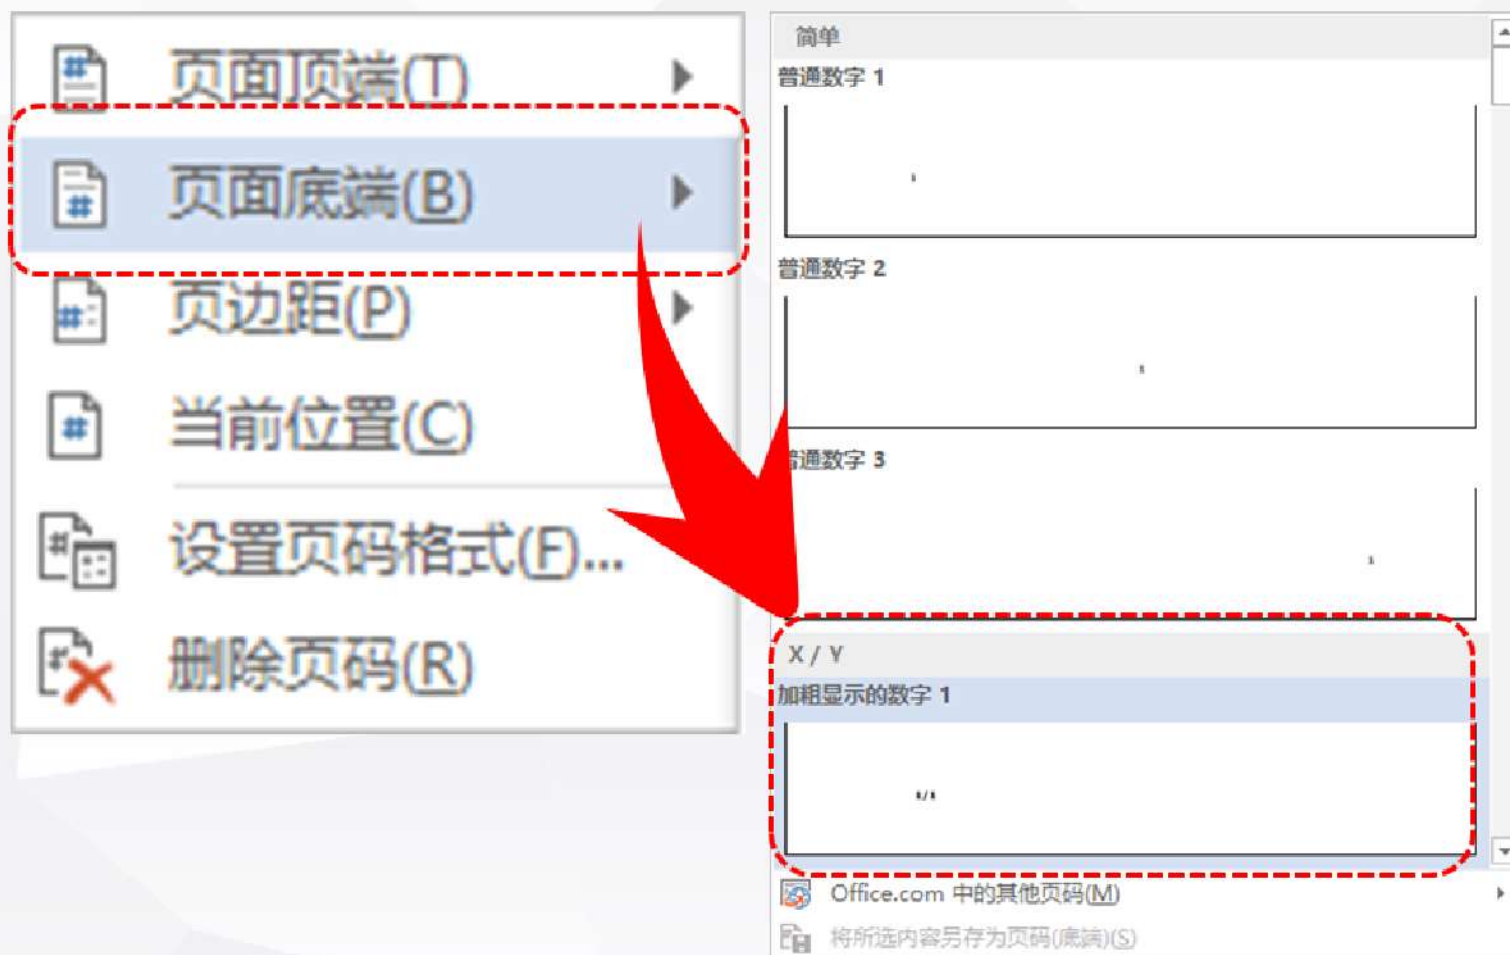 页面顶端(T)
页面底端(B)
页边距(P)
当前位置(C)
设置页码格式(F)...
删除页码(R)
简单
普通数字 1
普通数字 2
普通数字 3
X / Y
加粗显示的数字 1
Office.com 中的其他页码(M)
将所选内容另存为页码(底端)(S)